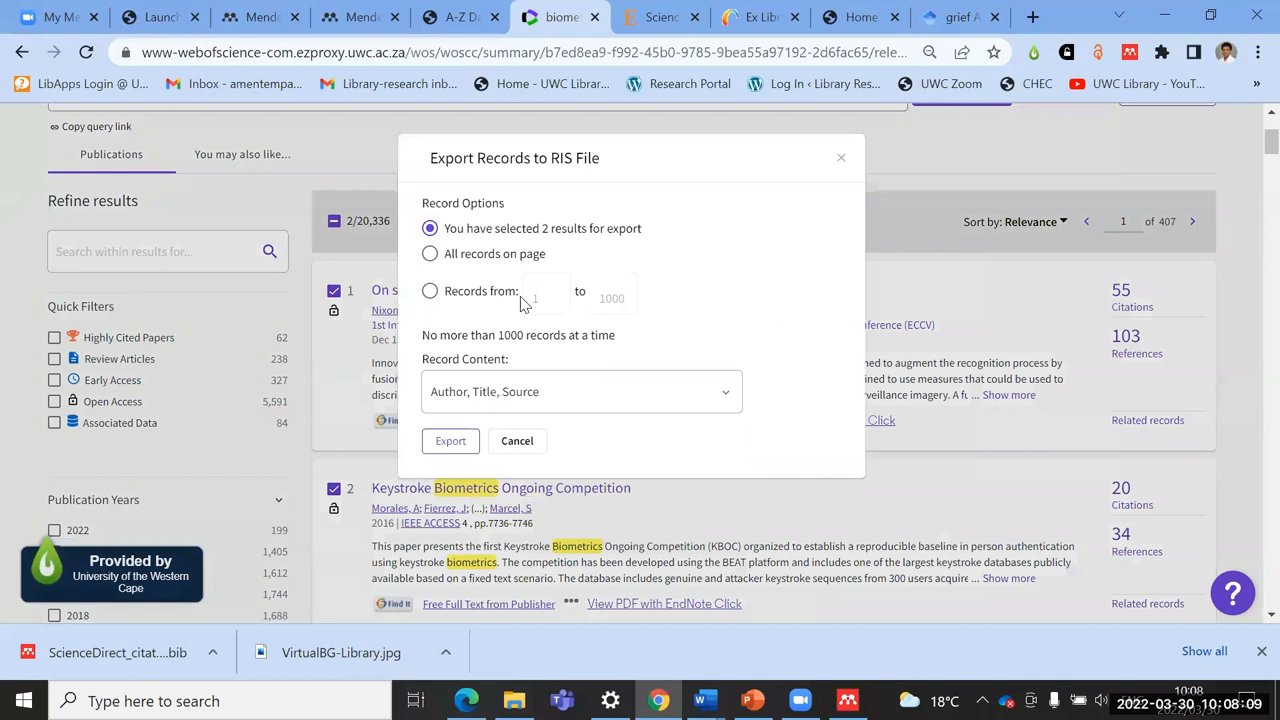 My Me
Launch
Mende
Mende
A-Z Da
biome
Scienc
Ex Lib
Home
grief A
www-webofscience-com.ezproxy.uwc.ac.za/wos/woscc/summary/b7ed8ea9-f992-45b0-9785-9bea55a97192-2d6fac65/rele...
LibApps Login @ U...
Inbox - amentempa...
Library-research inb...
Home - UWC Librar...
Research Portal
Log In ‹ Library Res...
UWC Zoom
CHEC
UWC Library - YouT...
»
Copy query link
Publications
You may also like...
Refine results
Search within results for...
Quick Filters
Highly Cited Papers 62
Review Articles 238
Early Access 327
Open Access 5,591
Associated Data 84
Publication Years
2022 199
1,405
1,612
1,744
2018 1,688
Provided by
University of the Western
Cape
2/20,336
Sort by: Relevance
1 of 407
Export Records to RIS File
Record Options
You have selected 2 results for export
All records on page
Records from: 1 to 1000
No more than 1000 records at a time
Record Content:
Author, Title, Source
Export
Cancel
1 On s
Nixon
1st Int
ference (ECCV)
Dec 1
Innov
d to augment the recognition process by
fusion
ned to use measures that could be used to
discri
veillance imagery. A fu ... Show more
Find
Click
55
Citations
103
References
Related records
2 Keystroke Biometrics Ongoing Competition
Morales, A; Fierrez, J; (...); Marcel, S
2016 | IEEE ACCESS 4 , pp.7736-7746
This paper presents the first Keystroke Biometrics Ongoing Competition (KBOC) organized to establish a reproducible baseline in person authentication
using keystroke biometrics. The competition has been developed using the BEAT platform and includes one of the largest keystroke databases publicly
available based on a fixed text scenario. The database includes genuine and attacker keystroke sequences from 300 users acquire ... Show more
Find It
Free Full Text from Publisher
View PDF with EndNote Click
20
Citations
34
References
Related records
?
ScienceDirect_citat....bib
VirtualBG-Library.jpg
Show all
Type here to search
18°C
ENG
10:08
2022-03-30 10:08:09